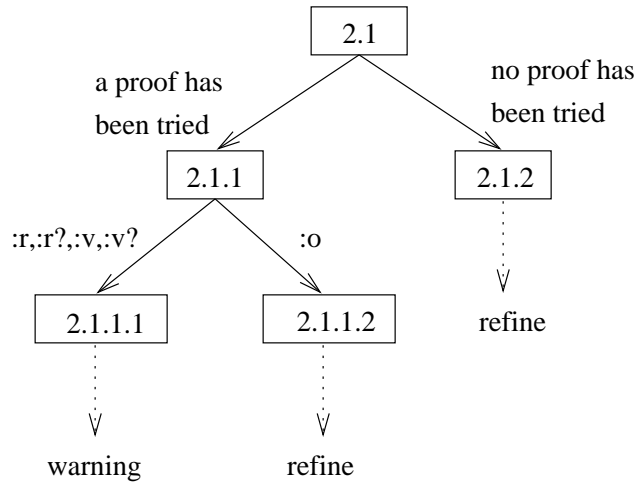 2.1
a proof has
been tried
no proof has
been tried
2.1.1
2.1.2
:r,:r?,:v,:v?
:o
2.1.1.1
2.1.1.2
refine
warning
refine